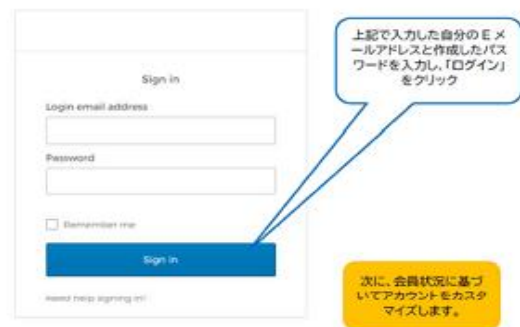 Sign in
Login email address
Password
Remember me
Sign in
Need help signing in?
上記で入力した自分の E メ
ールアドレスと作成したパス
ワードを入力し、「ログイン」
をクリック
次に、会員状況に基づ
いてアカウントをカスタ
マイズします。